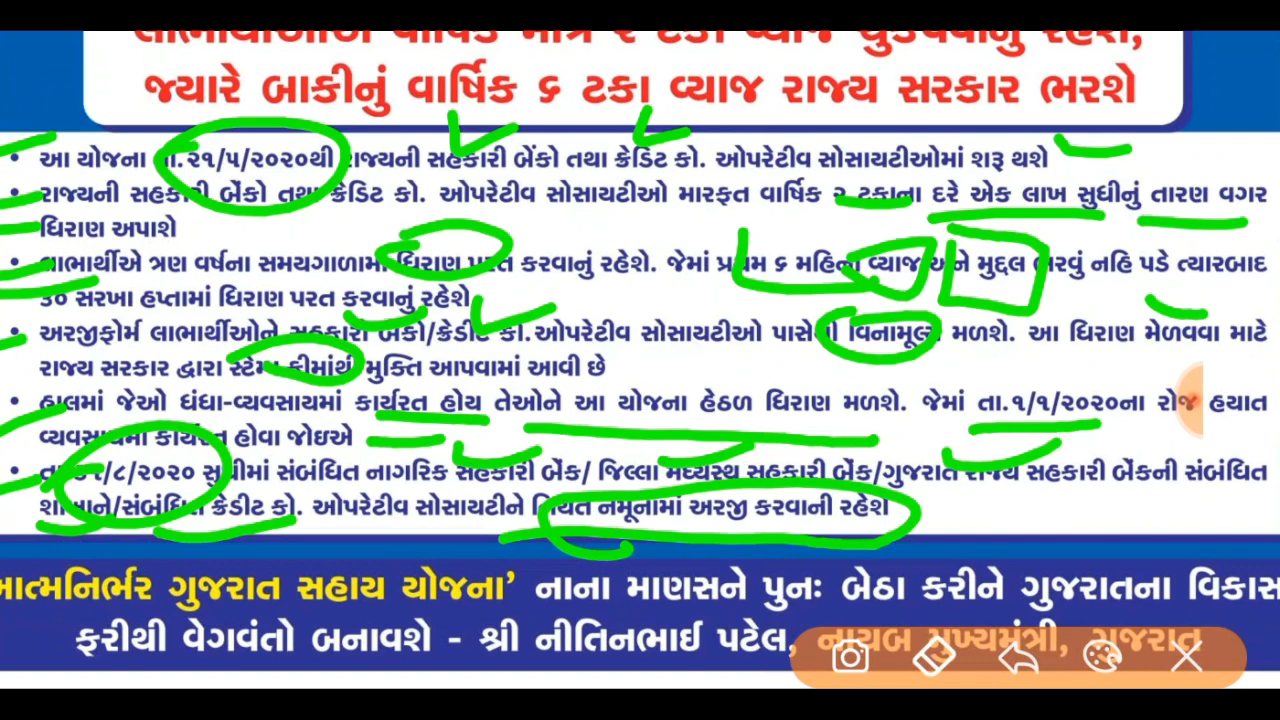 વાર્ષિક માત્ર ૨ ટકા વ્યાજ ચુકવવાનું રહેશે,
જ્યારે બાકીનું વાર્ષિક ૬ ટકા વ્યાજ રાજ્ય સરકાર ભરશે
• આ યોજના તા.૨૧/૫/૨૦૨૦થી રાજ્યની સહકારી બેંકો તથા ક્રેડિટ કો. ઓપરેટીવ સોસાયટીઓમાં શરૂ થશે
• રાજ્યની સહકારી બેંકો તથા ક્રેડિટ કો. ઓપરેટીવ સોસાયટીઓ મારફત વાર્ષિક ૨ ટકાના દરે એક લાખ સુધીનું તારણ વગર
ધિરાણ અપાશે
• લાભાર્થીએ ત્રણ વર્ષના સમયગાળામાં ધિરાણ પરત કરવાનું રહેશે. જેમાં પ્રથમ ૬ મહિના વ્યાજ અને મુદ્દલ ભરવું નહિ પડે ત્યારબાદ
૩૦ સરખા હપ્તામાં ધિરાણ પરત કરવાનું રહેશે
• અરજીફોર્મ લાભાર્થીઓને સહકારી બેંકો/ક્રેડીટ કો.ઓપરેટીવ સોસાયટીઓ પાસેથી વિનામૂલ્યે મળશે. આ ધિરાણ મેળવવા માટે
રાજ્ય સરકાર દ્વારા સ્ટેમ્પ ફીમાંથી મુક્તિ આપવામાં આવી છે
• હાલમાં જેઓ ધંધા-વ્યવસાયમાં કાર્યરત હોય તેઓને આ યોજના હેઠળ ધિરાણ મળશે. જેમાં તા.૧/૧/૨૦૨૦ના રોજ હયાત
વ્યવસાયમાં કાર્યરત હોવા જોઇએ
• /૮/૨૦૨૦ સુધીમાં સંબંધિત નાગરિક સહકારી બેંક/ જિલ્લા મધ્યસ્થ સહકારી બેંક/ગુજરાત રાજ્ય સહકારી બેંકની સંબંધિત
શાખાને/સંબંધિત ક્રેડીટ કો. ઓપરેટીવ સોસાયટીને નિયત નમૂનામાં અરજી કરવાની રહેશે
આત્મનિર્ભર ગુજરાત સહાય યોજના’ નાના માણસને પુનઃ બેઠા કરીને ગુજરાતના વિકાસ
ફરીથી વેગવંતો બનાવશે - શ્રી નીતિનભાઈ પટેલ, નાયબ મુખ્યમંત્રી, ગુજરાત